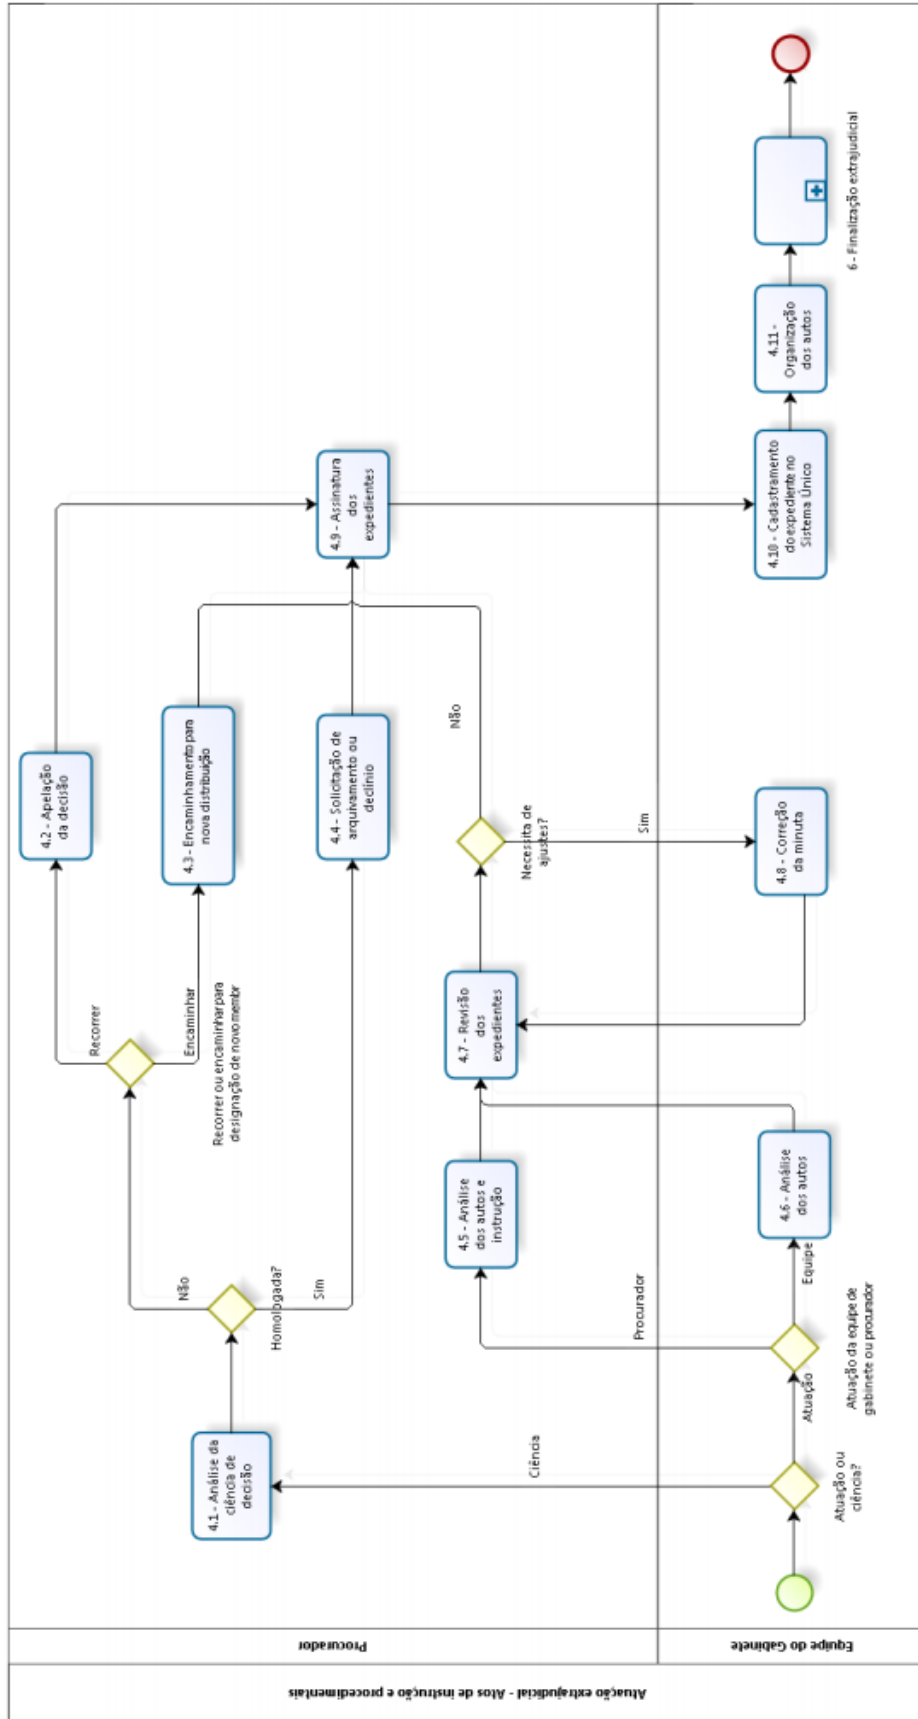 Atuação extrajudicial - Atos de instrução e procedimentais
Procurador
Equipe do Gabinete
Atuação ou
ciência?
Ciência
Atuação
4.1 - Análise da
ciência de
decisão
Homologada?
Não
Sim
Recorrer ou encaminhar para
designação de novo membr
Recorrer
Encaminhar
4.2 - Apelação
da decisão
4.3 - Encaminhamento para
nova distribuição
4.4 - Solicitação de
arquivamento ou
declínio
Atuação da equipe de
gabinete ou procurador
Procurador
Equipe
4.5 - Análise
dos autos e
instrução
4.6 - Análise
dos autos
4.7 - Revisão
dos
expedientes
Necessita de
ajustes?
Não
Sim
4.8 - Correção
da minuta
4.9 - Assinatura
dos
expedientes
4.10 - Cadastramento
do expediente no
Sistema Único
4.11 -
Organização
dos autos
6 - Finalização extrajudicial